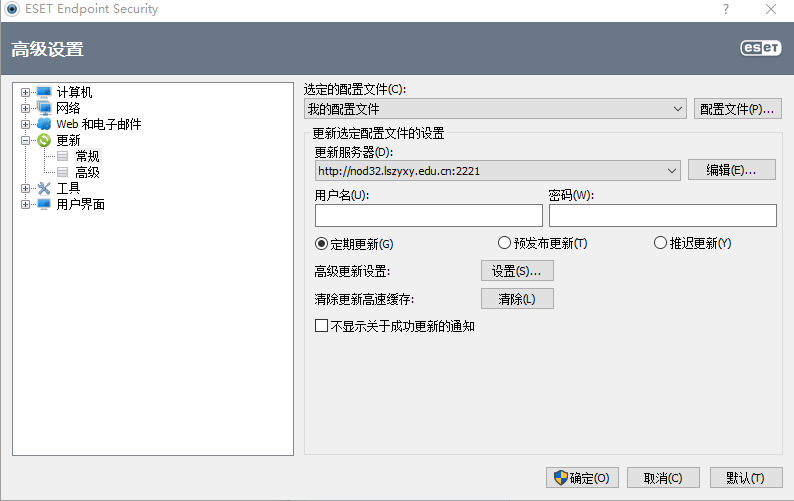 ESET Endpoint Security
高级设置
eset
计算机
网络
Web 和电子邮件
更新
常规
高级
工具
用户界面
选定的配置文件(C):
我的配置文件
配置文件(P)...
更新选定配置文件的设置
更新服务器(D):
http://nod32.lszyxy.edu.cn:2221
编辑(E)...
用户名(U):
密码(W):
定期更新(G)
预发布更新(T)
推迟更新(Y)
高级更新设置:
设置(S)...
清除更新高速缓存:
清除(L)
不显示关于成功更新的通知
确定(O)
取消(C)
默认(T)